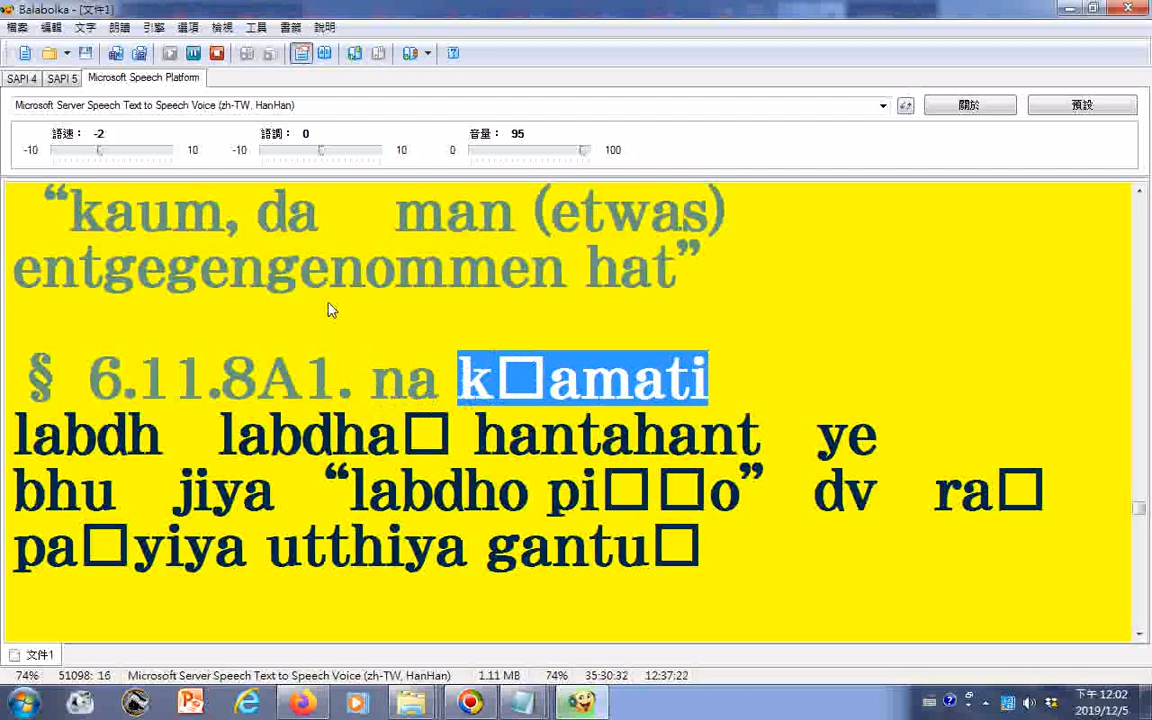 Balabolka - [文件1]
檔案 編輯 文字 朗讀 引擎 選項 檢視 工具 書籤 說明
SAPI 4 SAPI 5 Microsoft Speech Platform
Microsoft Server Speech Text to Speech Voice (zh-TW, HanHan) 關於 預設
語速： -2 語調： 0 音量： 95
-10 10 -10 10 0 100
“kaum, da man (etwas)
entgegengenommen hat”
§ 6.11.8A1. na k□amati
labdh labdha□ hantahant ye
bhu jiya “labdho pi□□o” dv ra□
pa□yiya utthiya gantu□
文件1
74% 51098: 16 Microsoft Server Speech Text to Speech Voice (zh-TW, HanHan) 1.11 MB 74% 35:30:32 12:37:22
下午 12:02
2019/12/5